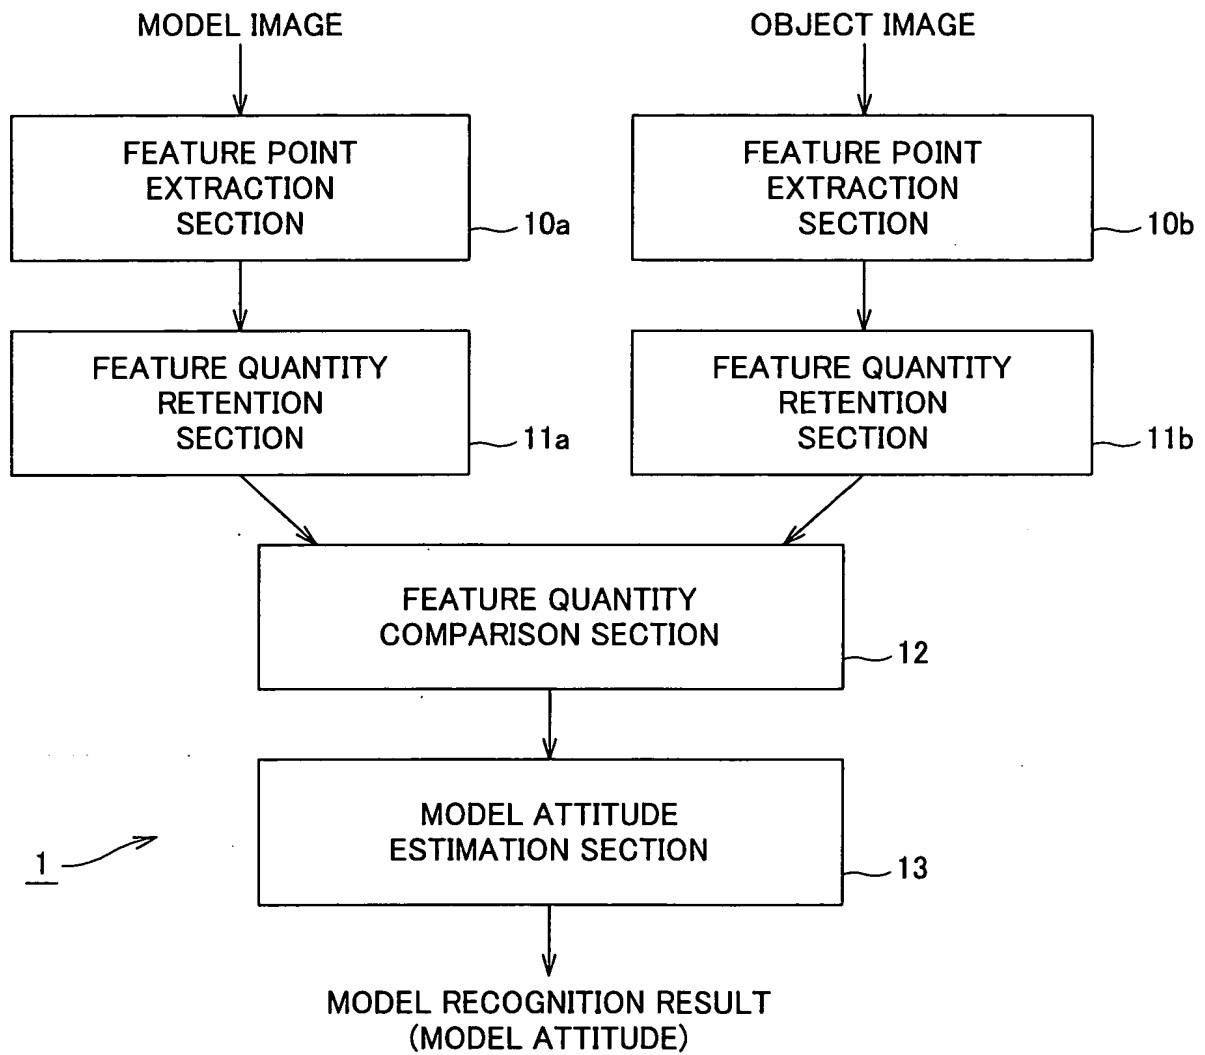 MODEL IMAGE
OBJECT IMAGE
FEATURE POINT
EXTRACTION
SECTION
10a
FEATURE POINT
EXTRACTION
SECTION
10b
FEATURE QUANTITY
RETENTION
SECTION
11a
FEATURE QUANTITY
RETENTION
SECTION
11b
FEATURE QUANTITY
COMPARISON SECTION
12
MODEL ATTITUDE
ESTIMATION SECTION
13
1
MODEL RECOGNITION RESULT
(MODEL ATTITUDE)